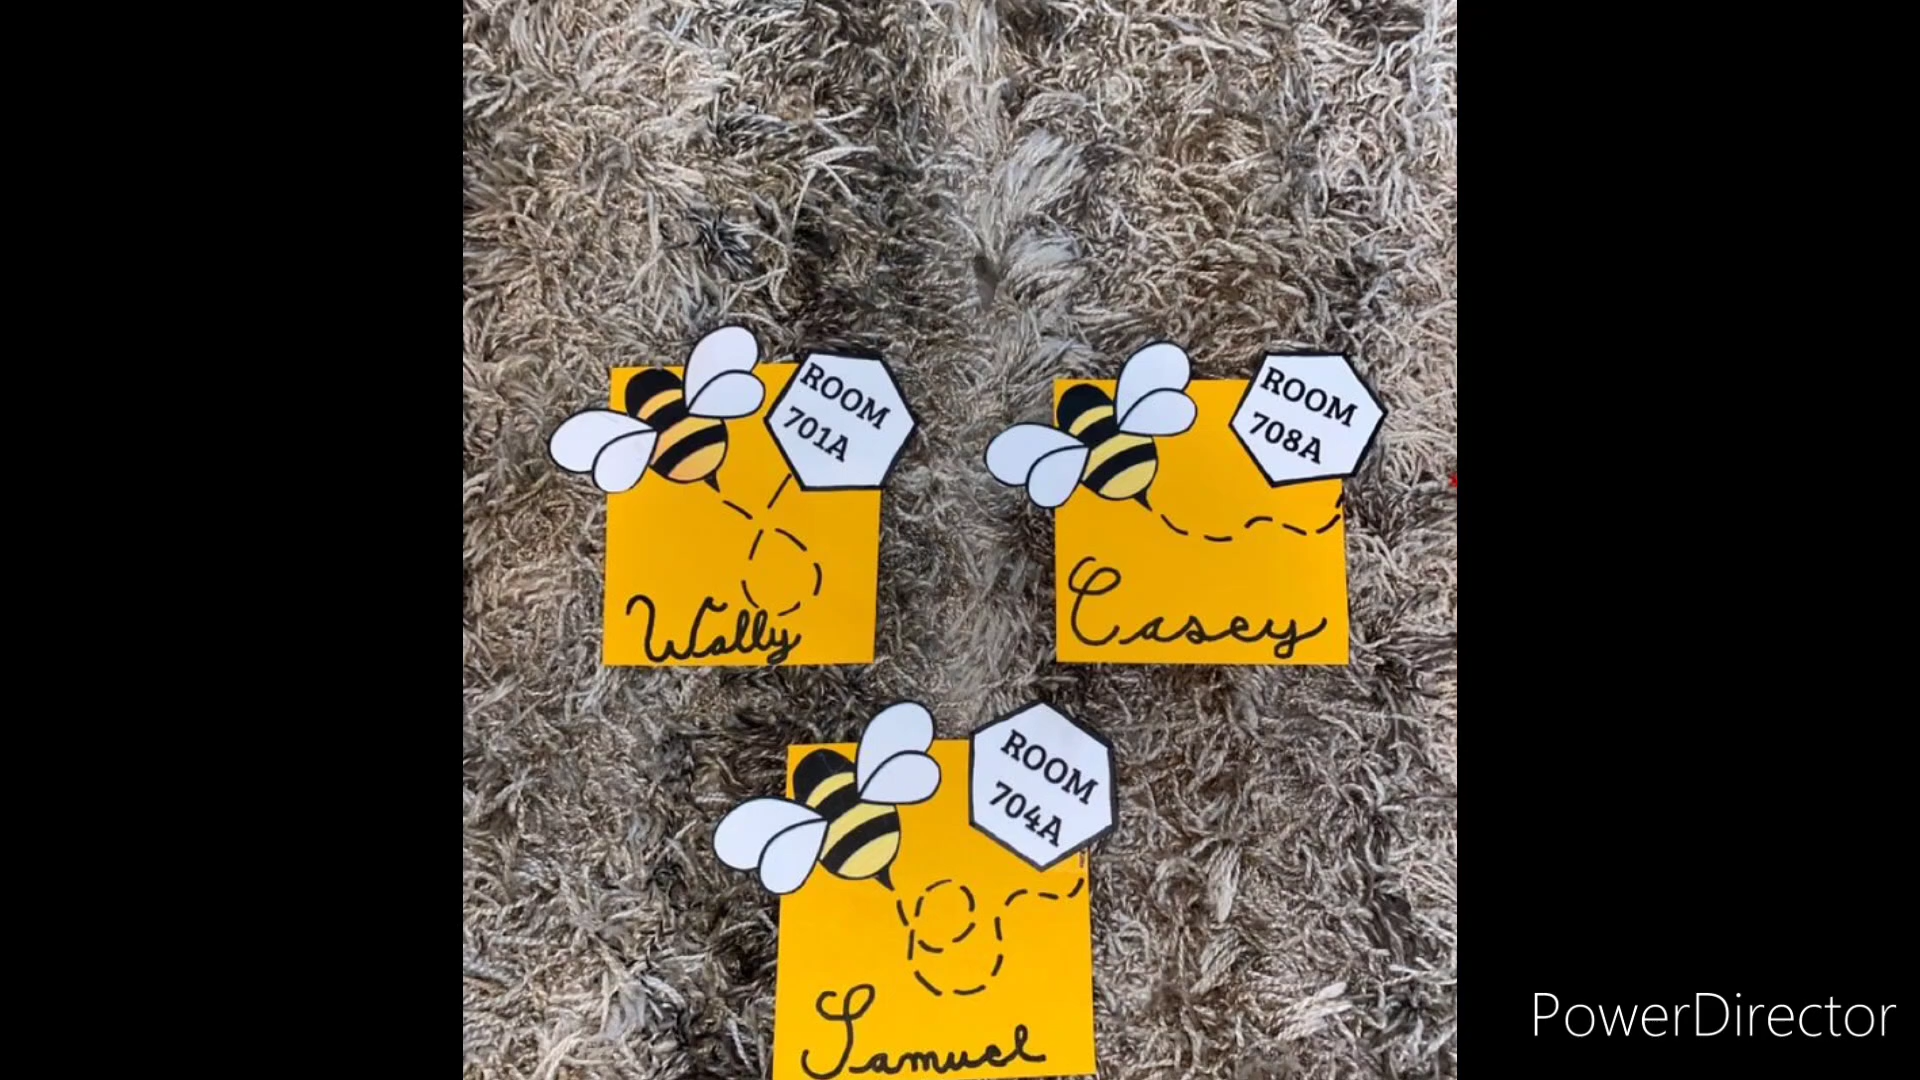 ROOM
701A
Wally
ROOM
708A
Casey
ROOM
704A
Samuel
PowerDirector